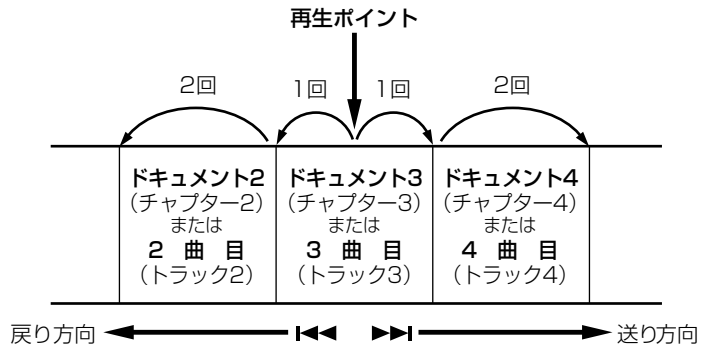 再生ポイント
2回 1回 1回 2回
ドキュメント2 ドキュメント3 ドキュメント4
（チャプター2） （チャプター3） （チャプター4）
または または または
2 曲 目 3 曲 目 4 曲 目
（トラック2） （トラック3） （トラック4）
戻り方向 送り方向